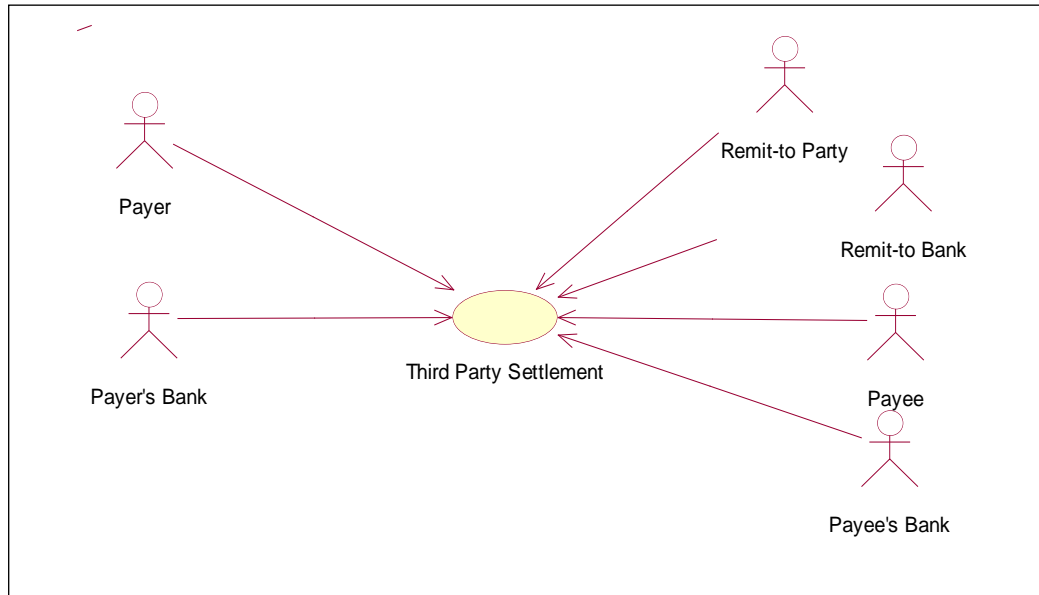 Remit-to Party
Payer
Remit-to Bank
Third Party Settlement
Payer's Bank
Payee
Payee's Bank